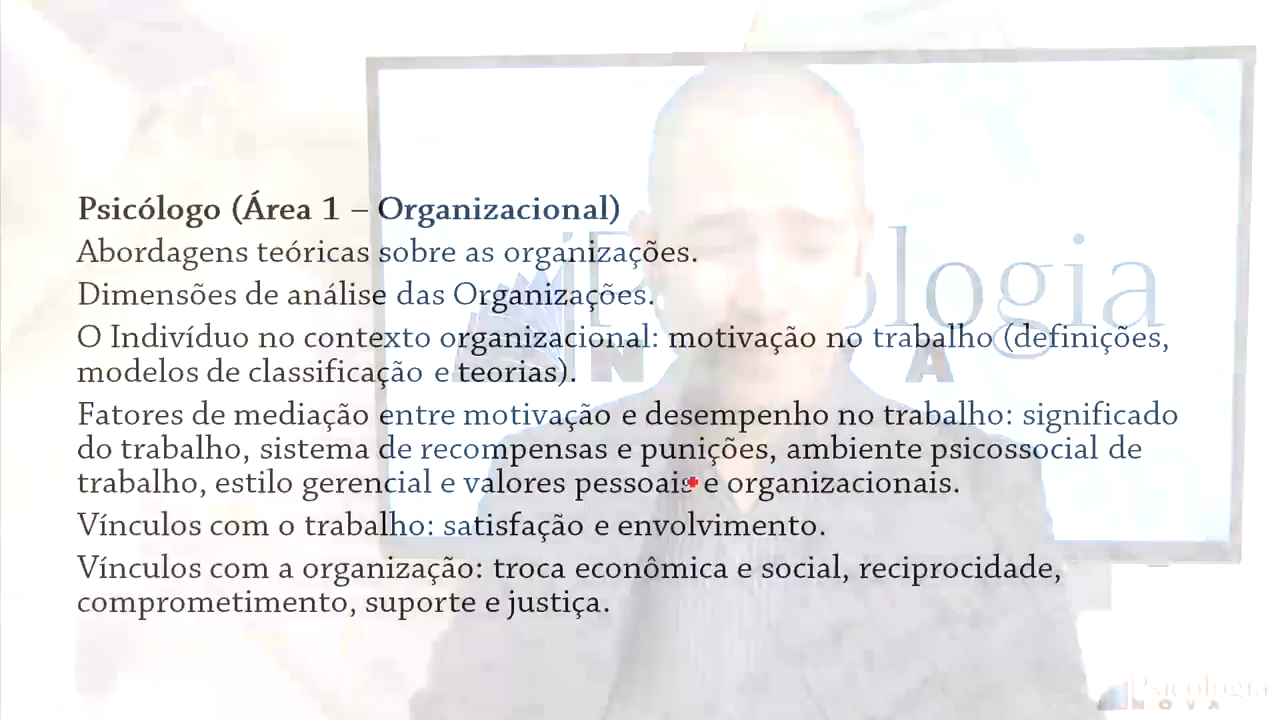 Psicólogo (Área 1 – Organizacional)
Abordagens teóricas sobre as organizações.
Dimensões de análise das Organizações.
O Indivíduo no contexto organizacional: motivação no trabalho (definições,
modelos de classificação e teorias).
Fatores de mediação entre motivação e desempenho no trabalho: significado
do trabalho, sistema de recompensas e punições, ambiente psicossocial de
trabalho, estilo gerencial e valores pessoais e organizacionais.
Vínculos com o trabalho: satisfação e envolvimento.
Vínculos com a organização: troca econômica e social, reciprocidade,
comprometimento, suporte e justiça.
Psicologia
NOVA